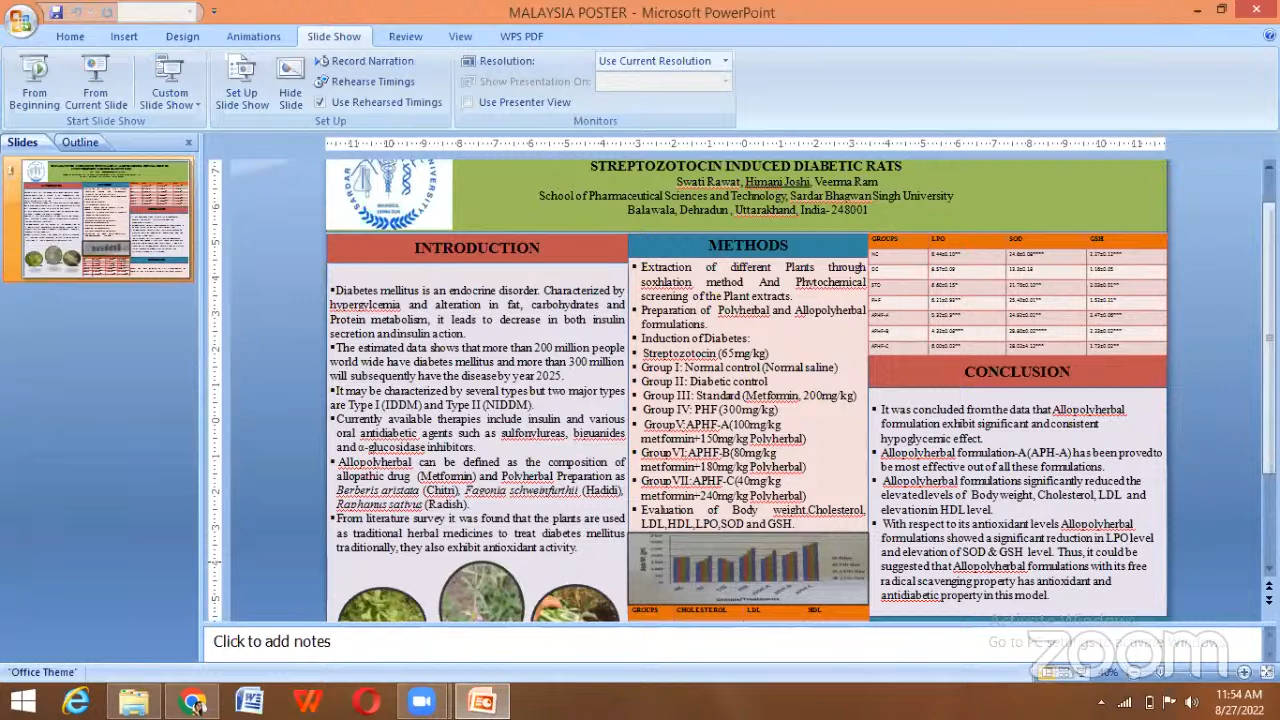 MALAYSIA POSTER - Microsoft PowerPoint
Home Insert Design Animations Slide Show Review View WPS PDF
From Beginning
From Current Slide
Custom Slide Show
Start Slide Show
Set Up Slide Show
Hide Slide
Record Narration
Rehearse Timings
Use Rehearsed Timings
Set Up
Resolution: Use Current Resolution
Show Presentation On:
Use Presenter View
Monitors
Slides Outline
STREPTOZOTOCIN INDUCED DIABETIC RATS
Swati Rawat, Himani Joshi, Veerma Ram
School of Pharmaceutical Sciences and Technology, Sardar Bhagwan Singh University
Balawala, Dehradun , Uttarakhand, India- 248001
INTRODUCTION
Diabetes mellitus is an endocrine disorder. Characterized by
hyperglycemia and alteration in fat, carbohydrates and
Protein metabolism, it leads to decrease in both insulin
secretion andinsulin action.
The estimated data shows that more than 200 million people
world wide have diabetes mellitus and more than 300 million
will subsequently have the disease by year 2025.
It may be characterized by several types but two major types
are Type I (IDDM) and Type II (NIDDM).
Currently available therapies include insulin and various
oral antidiabetic agents such as sulfonylureas, biguanides
and α-glucosidase inhibitors.
Allopolyherbal can be defined as the composition of
allopathic drug (Metformin) and Polyherbal Preparation as
Berberis aristata (Chitri), Fagonia schweinfurthii (Hadidi),
Raphanus sativus (Radish).
From literature survey it was found that the plants are used
as traditional herbal medicines to treat diabetes mellitus
traditionally, they also exhibit antioxidant activity.
METHODS
Extraction of different Plants through
soxhlation method And Phytochemical
screening of the Plant extracts.
Preparation of Polyherbal and Allopolyherbal
formulations.
Induction of Diabetes:
Streptozotocin (65mg/kg)
Group I: Normal control (Normal saline)
Group II: Diabetic control
Group III: Standard (Metformin, 200mg/kg)
Group IV: PHF (300mg/kg)
GroupV:APHF-A(100mg/kg
metformin+150mg/kg Polyherbal)
GroupVI:APHF-B(80mg/kg
metformin+180mg/kg Polyherbal)
GroupVII:APHF-C(40mg/kg
metformin+240mg/kg Polyherbal)
Evaluation of Body weight,Cholesterol,
LDL,HDL,LPO,SOD and GSH.
GROUPS CHOLESTEROL LDL HDL
GROUPS LPO SOD GSH
NC
DC
STD
PHF
APHF-A
APHF-B
APHF-C
CONCLUSION
It was concluded from the data that Allopolyherbal
formulation exhibit significant and consistent
hypoglycemic effect.
Allopolyherbal formulation-A (APH-A) has been proved to
be most effective out of all these formulations.
Allopolyherbal formulations significantly reduced the
elevated levels of Body weight, Cholesterol, LDL and
elevation in HDL level.
With respect to its antioxidant levels Allopolyherbal
formulations showed a significant reduction in LPO level
and elevation of SOD & GSH level. Thus, it could be
suggested that Allopolyherbal formulations with its free
radical scavenging property has antioxidant and
antidiabetic property in this model.
Click to add notes
Activate Windows
zoom
"Office Theme"
11:54 AM
8/27/2022